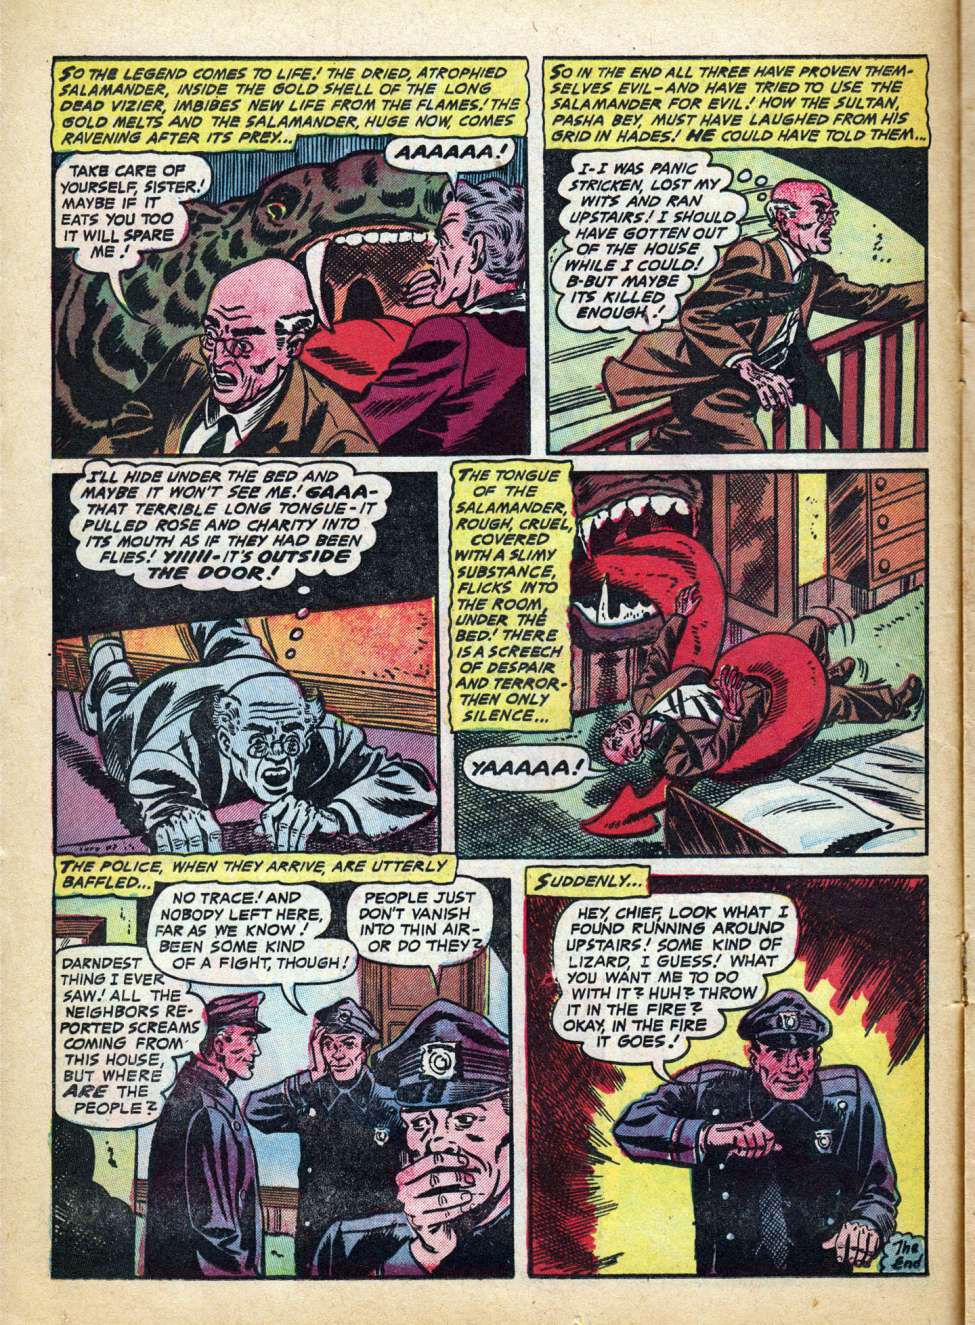 SO THE LEGEND COMES TO LIFE! THE DRIED, ATROPHIED
SALAMANDER, INSIDE THE GOLD SHELL OF THE LONG
DEAD VIZIER, IMBIBES NEW LIFE FROM THE FLAMES! THE
GOLD MELTS AND THE SALAMANDER, HUGE NOW, COMES
RAVENING AFTER ITS PREY...
TAKE CARE OF
YOURSELF, SISTER!
MAYBE IF IT
EATS YOU TOO
IT WILL SPARE
ME!
AAAAAA!
SO IN THE END ALL THREE HAVE PROVEN THEM-
SELVES EVIL-AND HAVE TRIED TO USE THE
SALAMANDER FOR EVIL! HOW THE SULTAN,
PASHA BEY, MUST HAVE LAUGHED FROM HIS
GRID IN HADES! HE COULD HAVE TOLD THEM...
I-I WAS PANIC
STRICKEN, LOST MY
WITS AND RAN
UPSTAIRS! I SHOULD
HAVE GOTTEN OUT
OF THE HOUSE
WHILE I COULD!
B-BUT MAYBE
ITS KILLED
ENOUGH!
I'LL HIDE UNDER THE BED AND
MAYBE IT WON'T SEE ME! GAAA-
THAT TERRIBLE LONG TONGUE-IT
PULLED ROSE AND CHARITY INTO
ITS MOUTH AS IF THEY HAD BEEN
FLIES! YIIIII-IT'S OUTSIDE
THE DOOR!
THE TONGUE
OF THE
SALAMANDER,
ROUGH, CRUEL,
COVERED
WITH A SLIMY
SUBSTANCE,
FLICKS INTO
THE ROOM,
UNDER THE
BED! THERE
IS A SCREECH
OF DESPAIR
AND TERROR-
THEN ONLY
SILENCE...
YAAAAA!
THE POLICE, WHEN THEY ARRIVE, ARE UTTERLY
BAFFLED...
DARNDEST
THING I EVER
SAW! ALL THE
NEIGHBORS RE-
PORTED SCREAMS
COMING FROM
THIS HOUSE,
BUT WHERE
ARE THE
PEOPLE?
NO TRACE! AND
NOBODY LEFT HERE,
FAR AS WE KNOW!
BEEN SOME KIND
OF A FIGHT, THOUGH!
PEOPLE JUST
DON'T VANISH
INTO THIN AIR-
OR DO THEY?
SUDDENLY...
HEY, CHIEF, LOOK WHAT I
FOUND RUNNING AROUND
UPSTAIRS! SOME KIND OF
LIZARD, I GUESS! WHAT
YOU WANT ME TO DO
WITH IT? HUH? THROW
IT IN THE FIRE?
OKAY, IN THE FIRE
IT GOES!
The
End